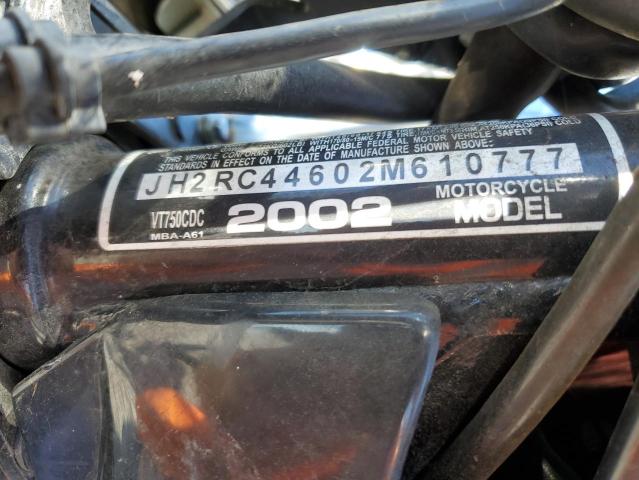 THIS VEHICLE CONFORMS TO ALL APPLICABLE FEDERAL MOTOR VEHICLE SAFETY
STANDARDS IN EFFECT ON THE DATE OF MANUFACTURE SHOWN ABOVE.
JH2RC44602M610777
VT750CDC
MBA-A61
2002
MOTORCYCLE
MODEL